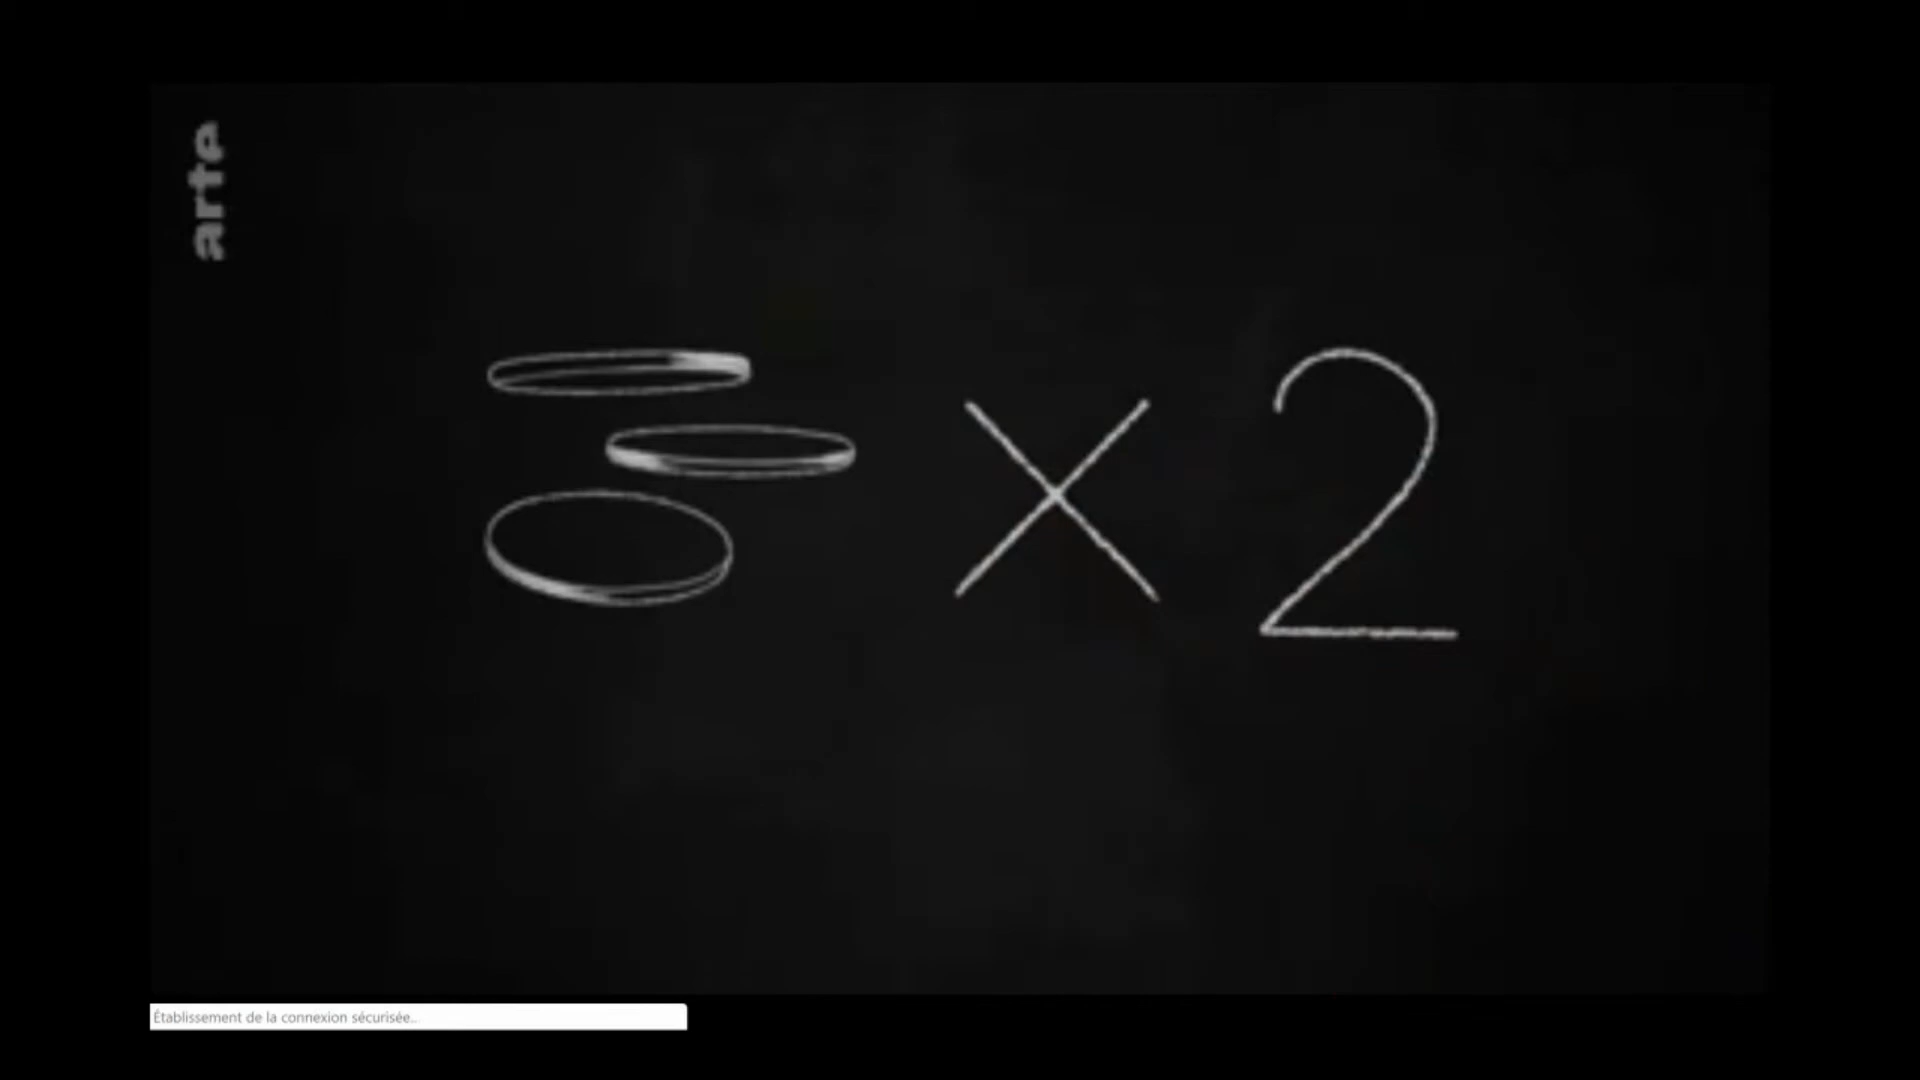 arte
× 2
Établissement de la connexion sécurisée...